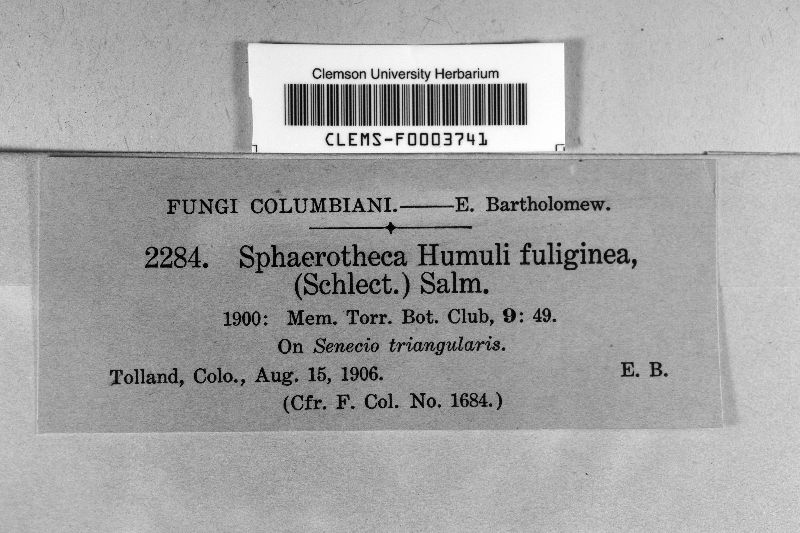 Clemson University Herbarium
CLEMS-F0003741
FUNGI COLUMBIANI.——E. Bartholomew.
2284. Sphaerotheca Humuli fuliginea,
(Schlect.) Salm.
1900: Mem. Torr. Bot. Club, 9: 49.
On Senecio triangularis.
Tolland, Colo., Aug. 15, 1906. E. B.
(Cfr. F. Col. No. 1684.)